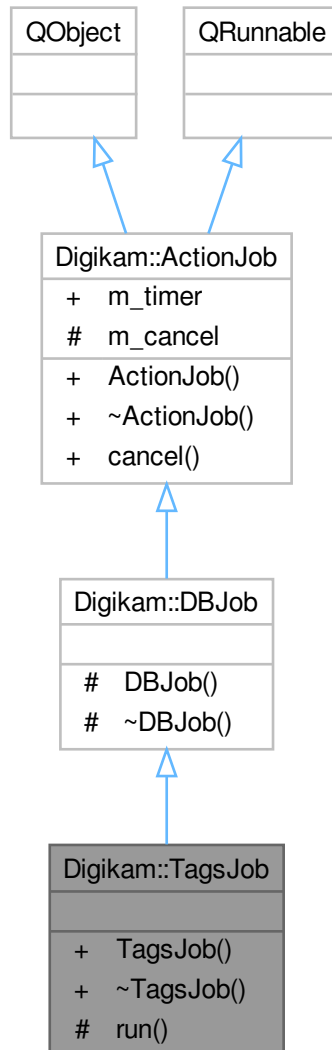 QObject
QRunnable
Digikam::ActionJob
+ m_timer
# m_cancel
+ ActionJob()
+ ~ActionJob()
+ cancel()
Digikam::DBJob
# DBJob()
# ~DBJob()
Digikam::TagsJob
+ TagsJob()
+ ~TagsJob()
# run()